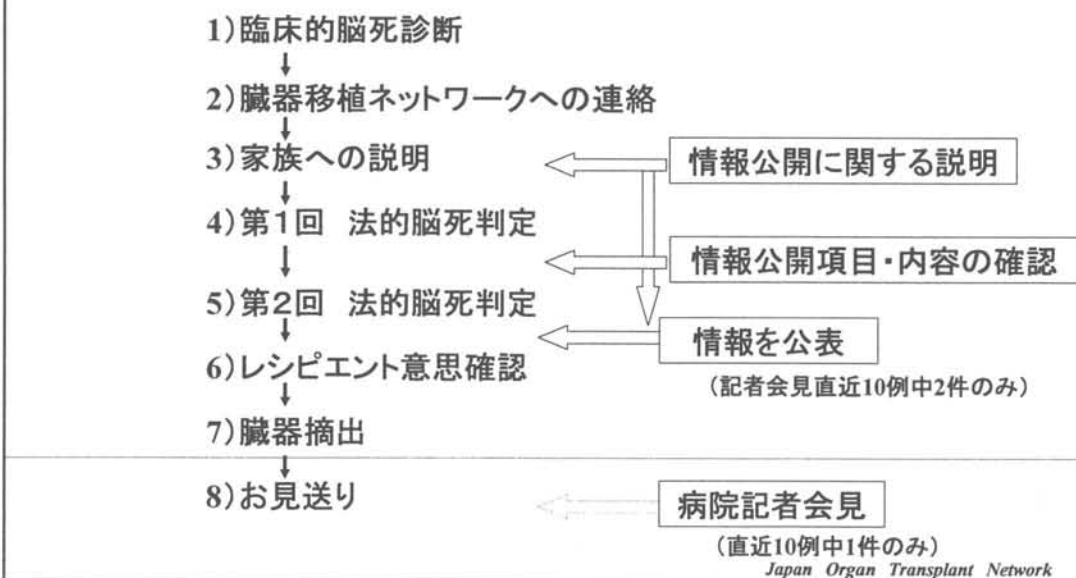 1)臨床的脳死診断
2)臓器移植ネットワークへの連絡
3)家族への説明
情報公開に関する説明
4)第1回 法的脳死判定
情報公開項目・内容の確認
5)第2回 法的脳死判定
情報を公表
6)レシピエント意思確認
(記者会見直近10例中2件のみ)
7)臓器摘出
8)お見送り
病院記者会見
(直近10例中1件のみ)
Japan Organ Transplant Network